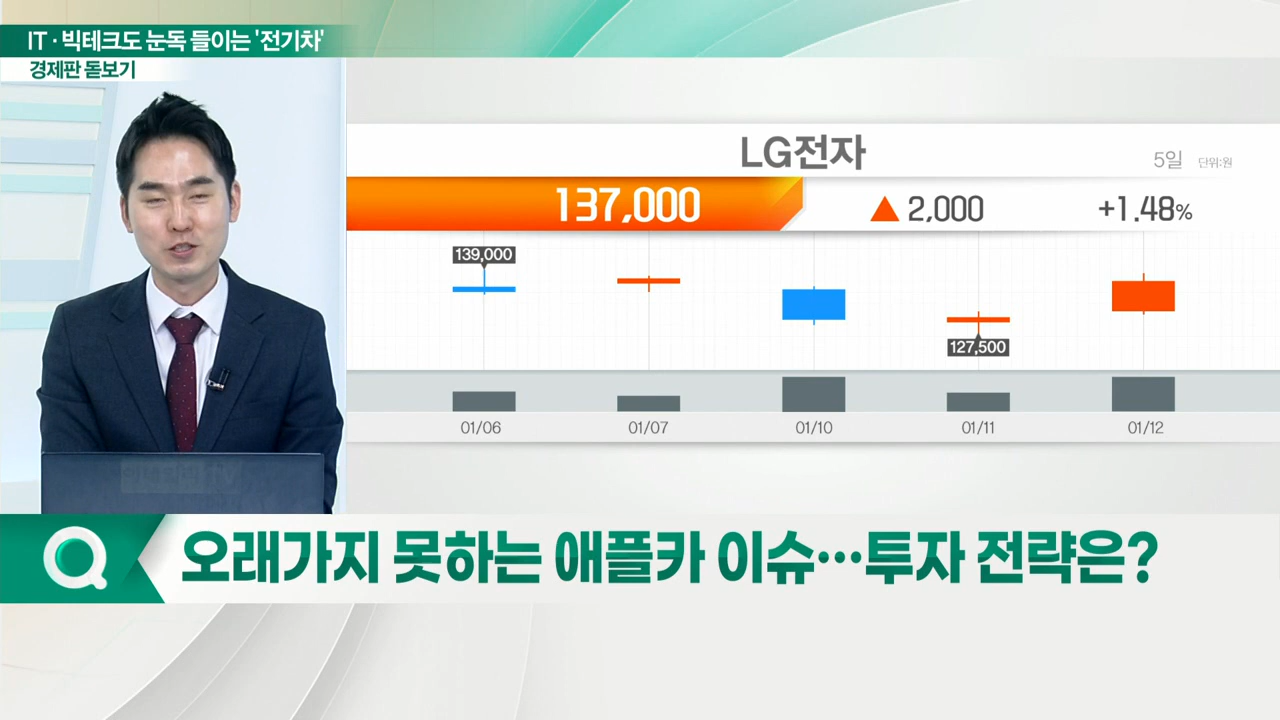 IT·빅테크도 눈독 들이는 '전기차'
경제판 돋보기
LG전자
5일 단위:원
137,000 ▲ 2,000 +1.48%
139,000
127,500
01/06 01/07 01/10 01/11 01/12
오래가지 못하는 애플카 이슈…투자 전략은?